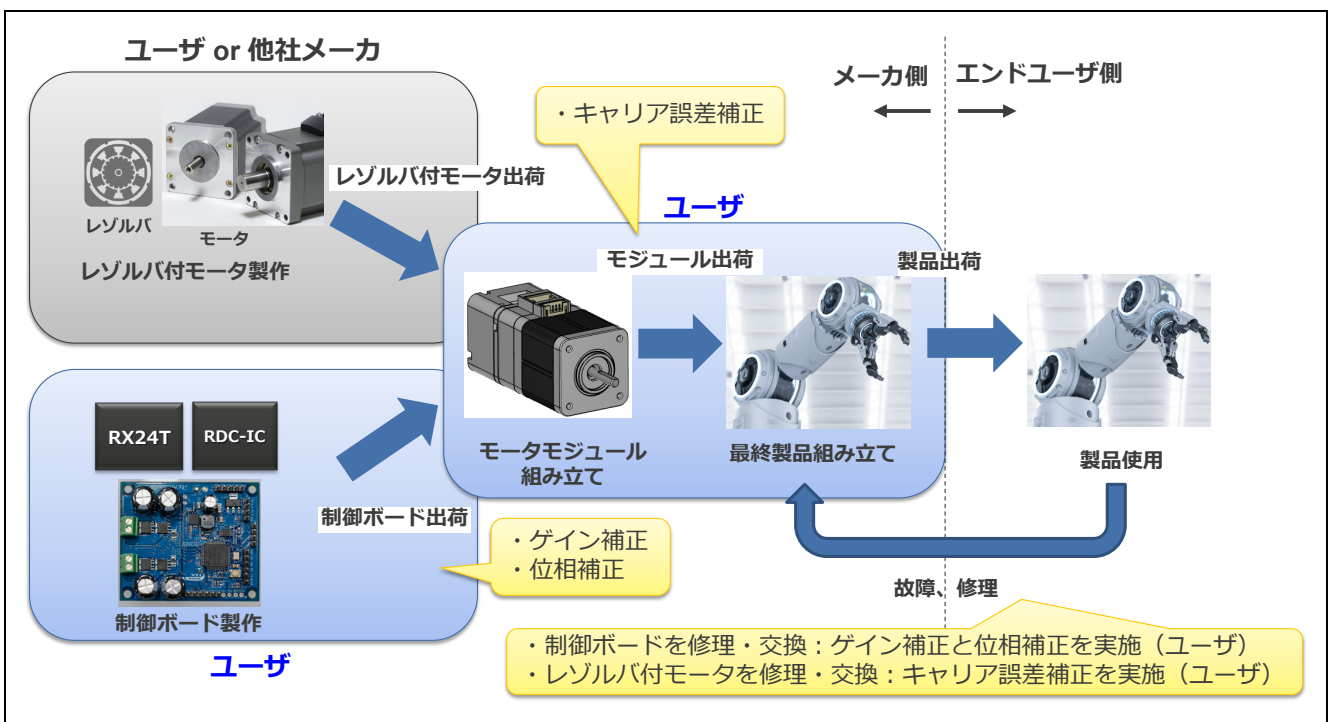 ユーザ or 他社メーカ
メーカ側
エンドユーザ側
・キャリア誤差補正
レゾルバ付モータ出荷
レゾルバ
モータ
レゾルバ付モータ製作
ユーザ
モジュール出荷
製品出荷
RX24T
RDC-IC
モータモジュール
組み立て
最終製品組み立て
製品使用
制御ボード出荷
・ゲイン補正
・位相補正
制御ボード製作
ユーザ
故障、修理
・制御ボードを修理・交換：ゲイン補正と位相補正を実施（ユーザ）
・レゾルバ付モータを修理・交換：キャリア誤差補正を実施（ユーザ）